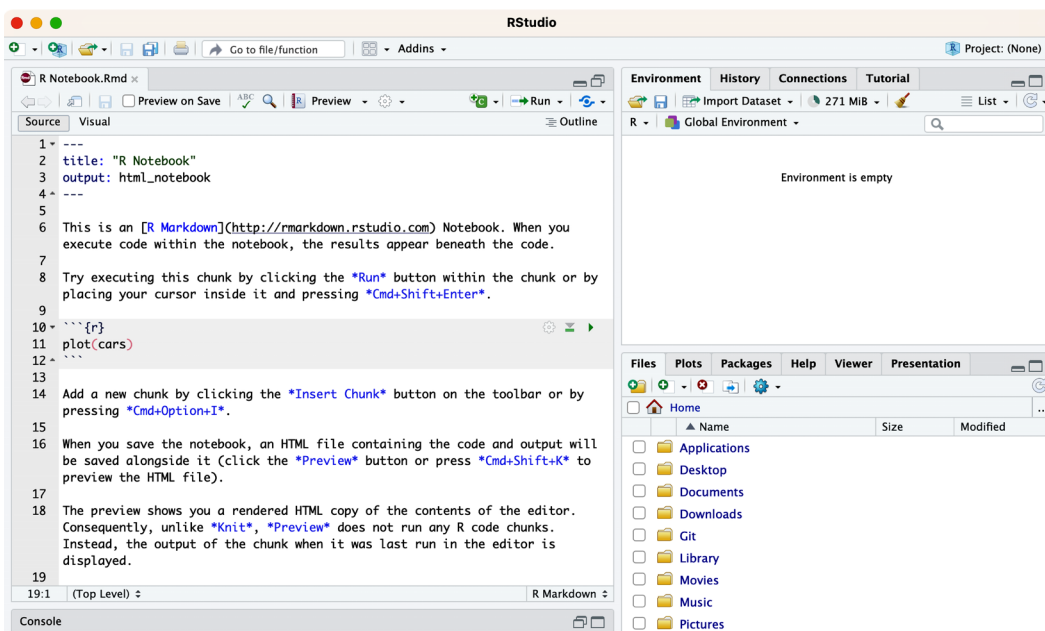 RStudio
Go to file/function
Addins
Project: (None)
R Notebook.Rmd
Preview on Save
ABC
Preview
Run
Source
Visual
Outline
1 ---
2 title: "R Notebook"
3 output: html_notebook
4 ---
5
6 This is an [R Markdown](http://rmarkdown.rstudio.com) Notebook. When you
execute code within the notebook, the results appear beneath the code.
7
8 Try executing this chunk by clicking the *Run* button within the chunk or by
placing your cursor inside it and pressing *Cmd+Shift+Enter*.
9
10 ```{r}
11 plot(cars)
12 ```
13
14 Add a new chunk by clicking the *Insert Chunk* button on the toolbar or by
pressing *Cmd+Option+I*.
15
16 When you save the notebook, an HTML file containing the code and output will
be saved alongside it (click the *Preview* button or press *Cmd+Shift+K* to
preview the HTML file).
17
18 The preview shows you a rendered HTML copy of the contents of the editor.
Consequently, unlike *Knit*, *Preview* does not run any R code chunks.
Instead, the output of the chunk when it was last run in the editor is
displayed.
19
19:1 (Top Level)
R Markdown
Console
Environment History Connections Tutorial
Import Dataset
271 MiB
List
R
Global Environment
Environment is empty
Files Plots Packages Help Viewer Presentation
Home
Name Size Modified
Applications
Desktop
Documents
Downloads
Git
Library
Movies
Music
Pictures